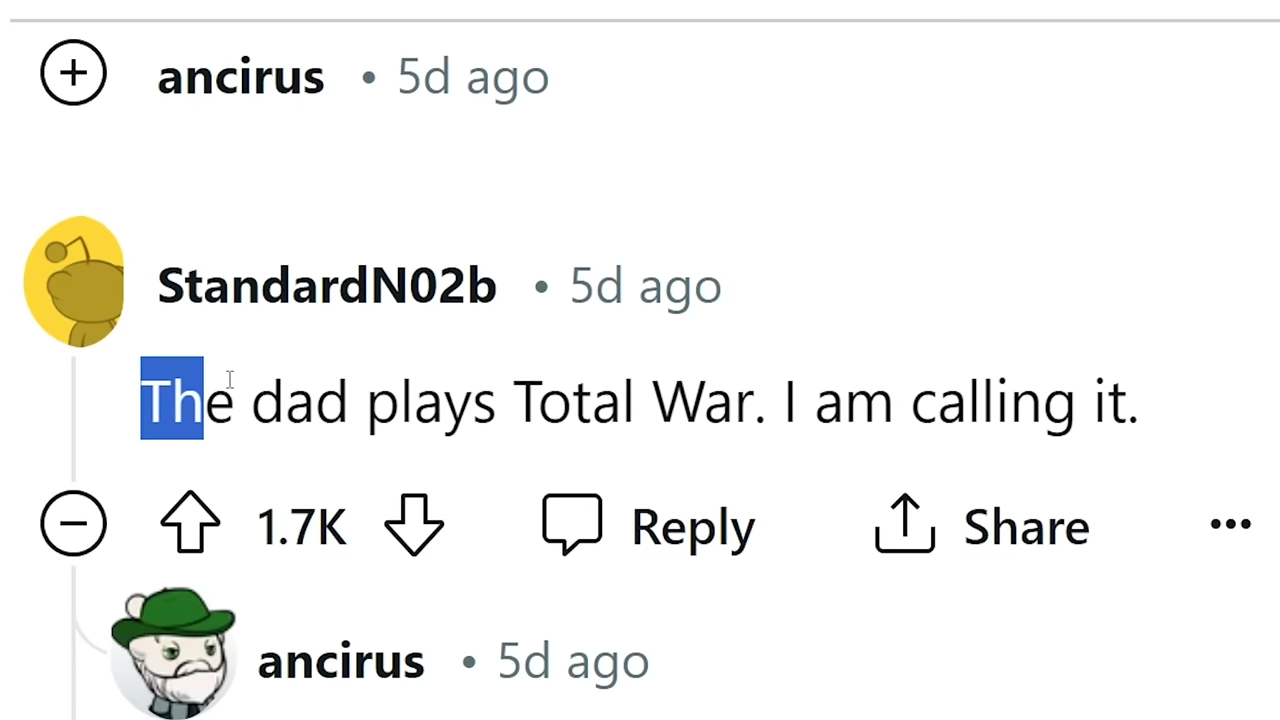 ancirus • 5d ago
StandardN02b • 5d ago
The dad plays Total War. I am calling it.
1.7K Reply Share •••
ancirus • 5d ago